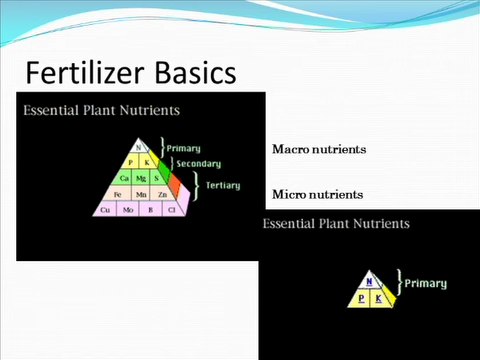 Fertilizer Basics
Essential Plant Nutrients
N
Primary
P K
Secondary
Ca Mg S
Tertiary
Fe Mn Zn
Cu Mo B Cl
Macro nutrients
Micro nutrients
Essential Plant Nutrients
N
Primary
P K